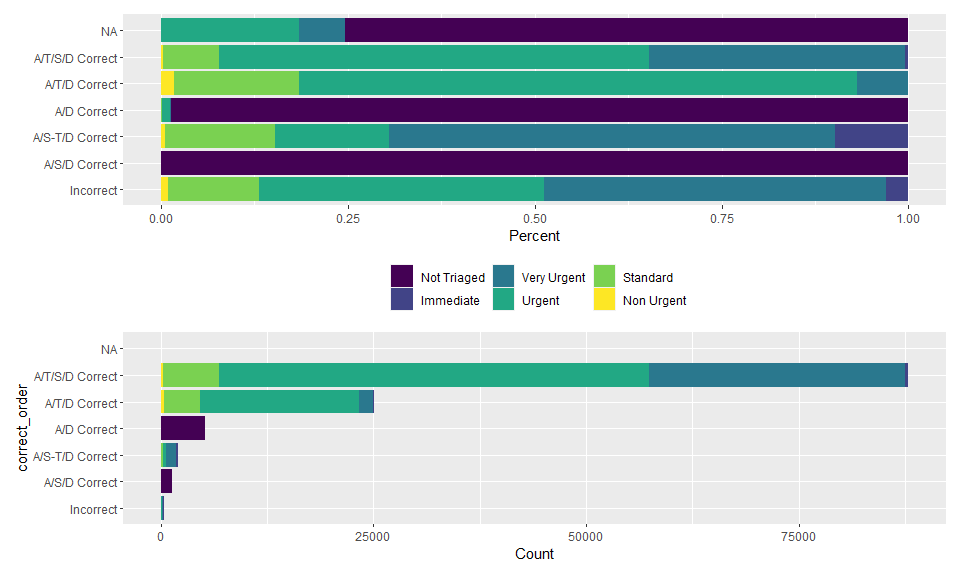 NA
A/T/S/D Correct
A/T/D Correct
A/D Correct
A/S-T/D Correct
A/S/D Correct
Incorrect
0.00 0.25 0.50 0.75 1.00
Percent
Not Triaged Very Urgent Standard
Immediate Urgent Non Urgent
correct_order
NA
A/T/S/D Correct
A/T/D Correct
A/D Correct
A/S-T/D Correct
A/S/D Correct
Incorrect
0 25000 50000 75000
Count